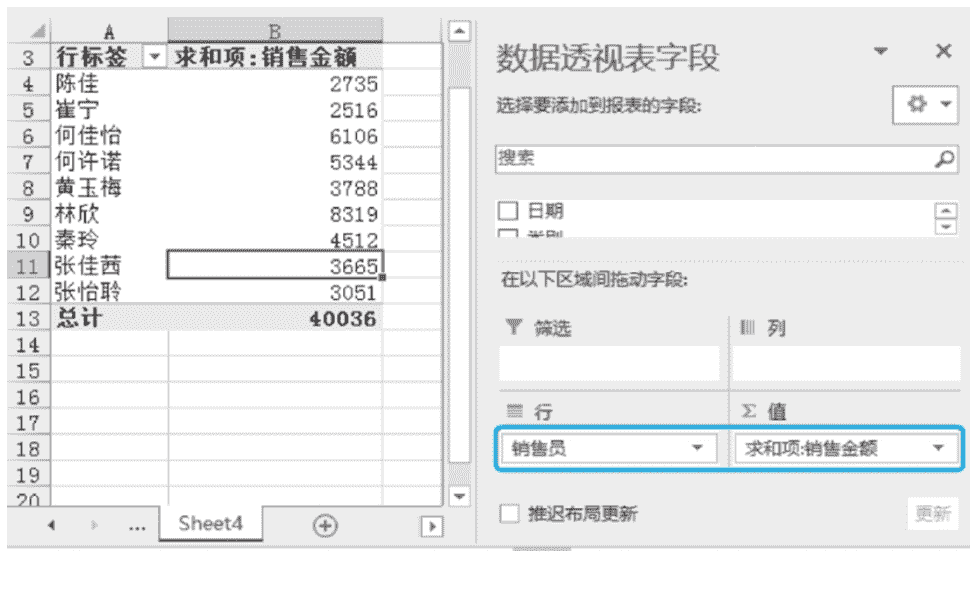 A B
3 行标签 求和项:销售金额
4 陈佳 2735
5 崔宁 2516
6 何佳怡 6106
7 何许诺 5344
8 黄玉梅 3788
9 林欣 8319
10 秦玲 4512
11 张佳茜 3665
12 张怡聆 3051
13 总计 40036
14
15
16
17
18
19
20
... Sheet4
数据透视表字段
选择要添加到报表的字段:
搜索
日期
类别
在以下区域间拖动字段:
筛选 列
行 Σ 值
销售员 求和项:销售金额
推迟布局更新 更新